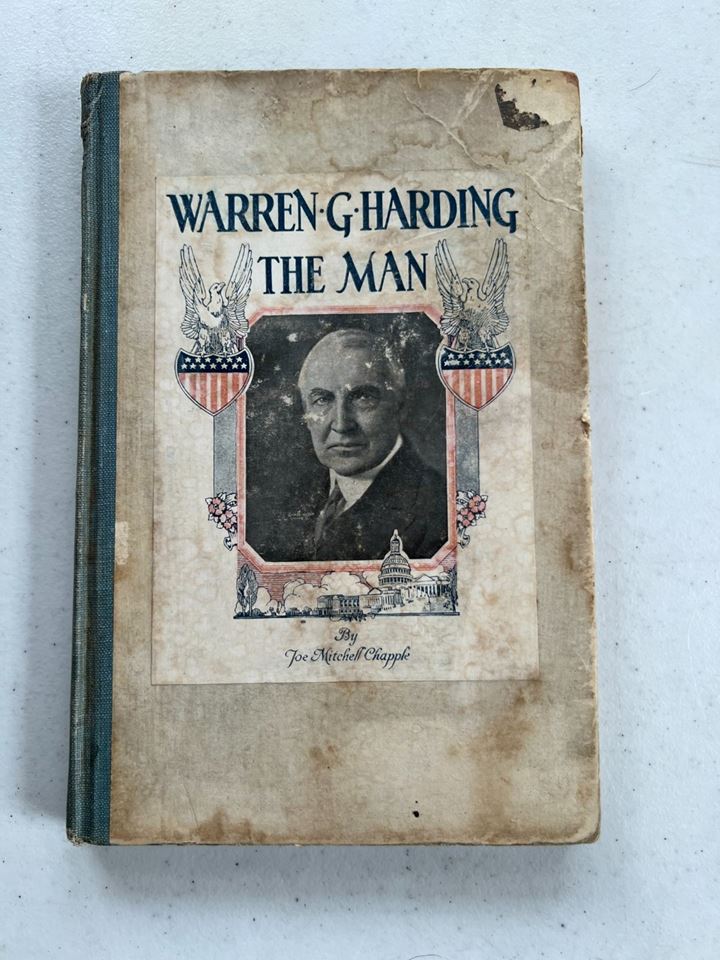 WARREN·G·HARDING
THE MAN
By
Joe Mitchell Chapple